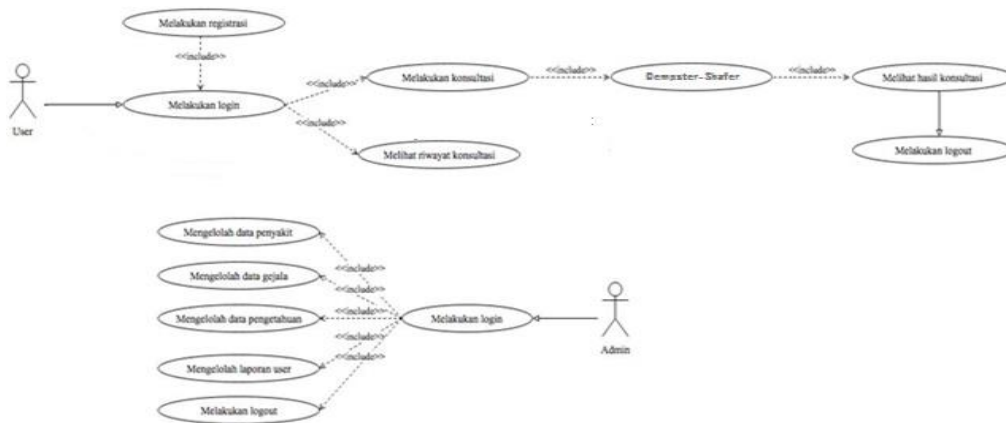 Melakukan registrasi
<<include>>
User
Melakukan login
<<include>>
Melakukan konsultasi
<<include>>
Dempster-Shafer
<<include>>
Melihat hasil konsultasi
<<include>>
Melihat riwayat konsultasi
Melakukan logout
Mengelolah data penyakit
<<include>>
Mengelolah data gejala
<<include>>
Mengelolah data pengetahuan
<<include>>
Melakukan login
Admin
<<include>>
Mengelolah laporan user
<<include>>
Melakukan logout